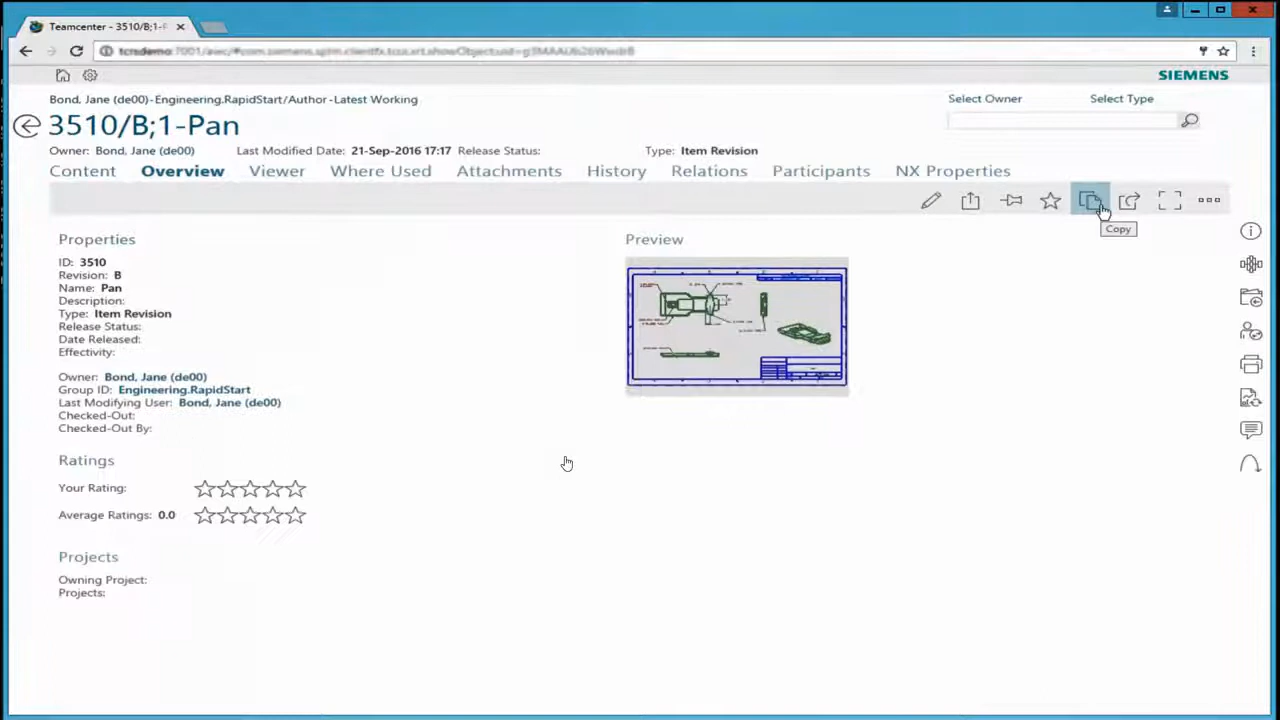 Teamcenter - 3510/B;1-P
SIEMENS
Bond, Jane (de00)-Engineering.RapidStart/Author -Latest Working
Select Owner Select Type
3510/B;1-Pan
Owner: Bond, Jane (de00) Last Modified Date: 21-Sep-2016 17:17 Release Status: Type: Item Revision
Content Overview Viewer Where Used Attachments History Relations Participants NX Properties
Copy
Properties
Preview
ID: 3510
Revision: B
Name: Pan
Description:
Type: Item Revision
Release Status:
Date Released:
Effectivity:
Owner: Bond, Jane (de00)
Group ID: Engineering.RapidStart
Last Modifying User: Bond, Jane (de00)
Checked-Out:
Checked-Out By:
Ratings
Your Rating:
Average Ratings: 0.0
Projects
Owning Project:
Projects: